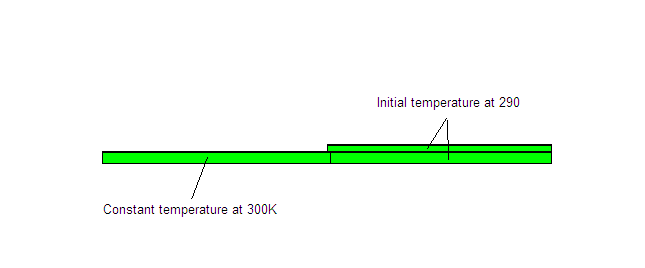 Initial temperature at 290
Constant temperature at 300K